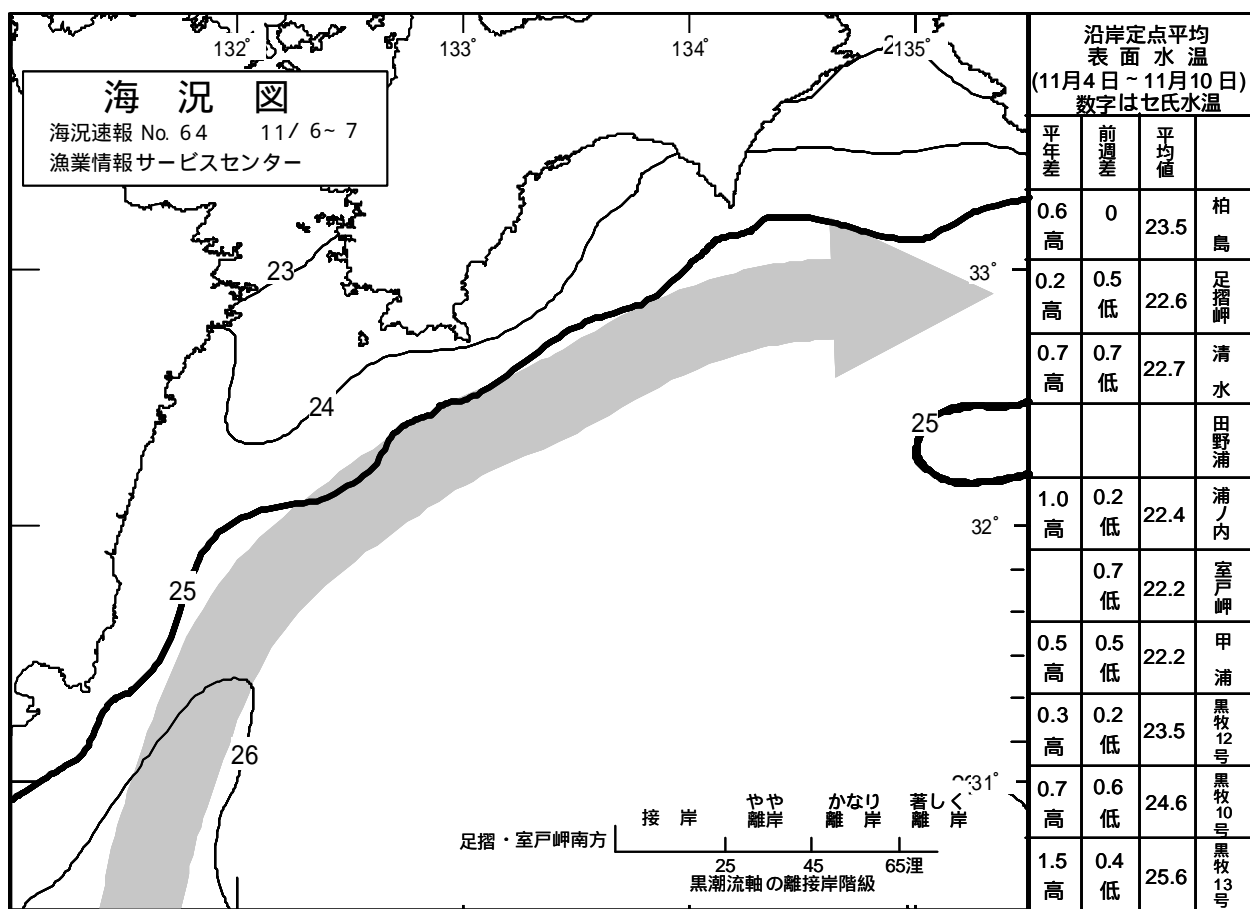 132°
133°
134°
135°
海況図
海況速報 No. 64 11/ 6~ 7
漁業情報サービスセンター
23
24
25
25
26
33°
32°
31°
接岸
やや離岸
かなり離岸
著しく離岸
足摺・室戸岬南方
25 45 65浬
黒潮流軸の離接岸階級
沿岸定点平均
表面水温
(11月4日~11月10日)
数字はセ氏水温
平年差 前週差 平均値
0.6高 0 23.5 柏島
0.2高 0.5低 22.6 足摺岬
0.7高 0.7低 22.7 清水
田野浦
1.0高 0.2低 22.4 浦ノ内
0.7低 22.2 室戸岬
0.5高 0.5低 22.2 甲浦
0.3高 0.2低 23.5 黒牧12号
0.7高 0.6低 24.6 黒牧10号
1.5高 0.4低 25.6 黒牧13号